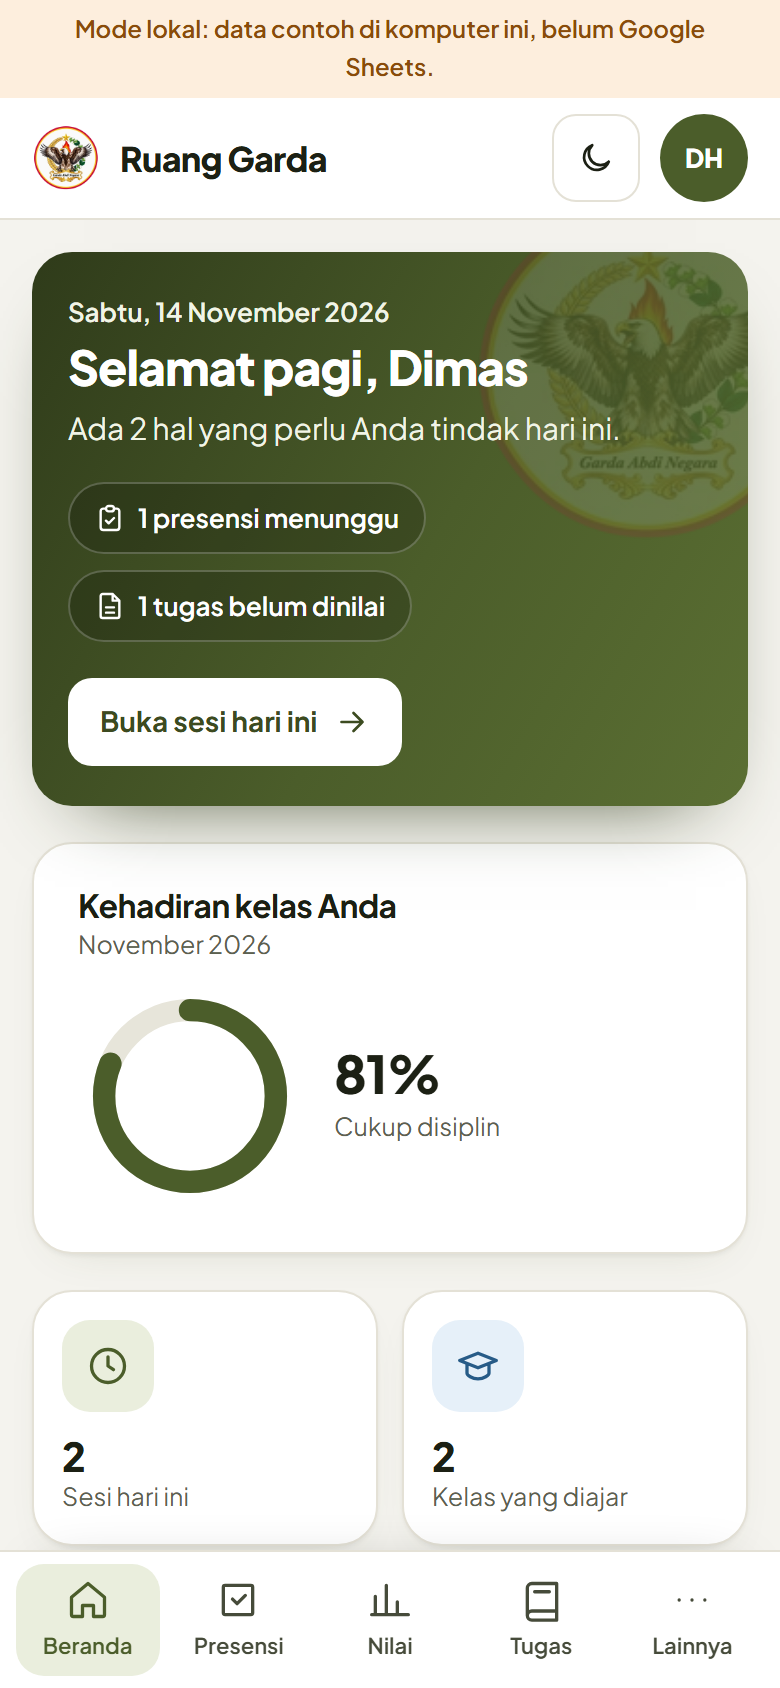 Mode lokal: data contoh di komputer ini, belum Google
Sheets.
Ruang Garda
DH
Sabtu, 14 November 2026
Selamat pagi, Dimas
Ada 2 hal yang perlu Anda tindak hari ini.
Garda Abdi Negara
1 presensi menunggu
1 tugas belum dinilai
Buka sesi hari ini
Kehadiran kelas Anda
November 2026
81%
Cukup disiplin
2
Sesi hari ini
2
Kelas yang diajar
Beranda
Presensi
Nilai
Tugas
Lainnya